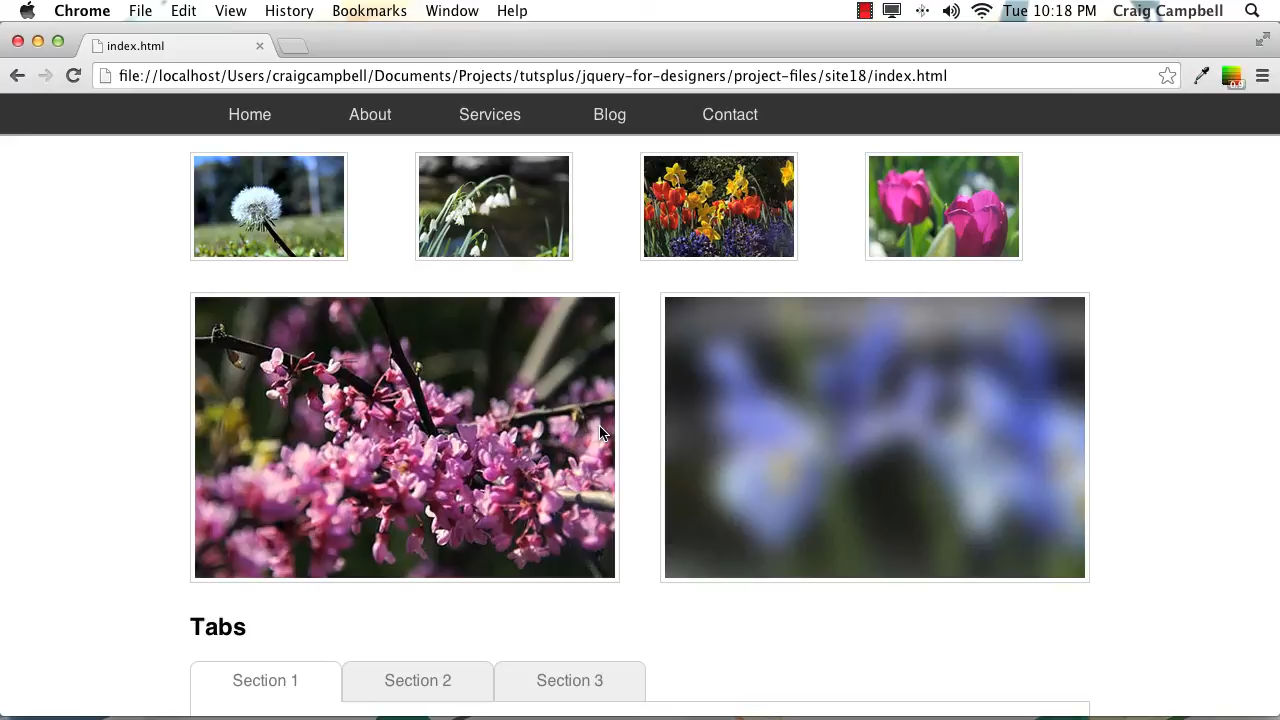 Chrome File Edit View History Bookmarks Window Help Tue 10:18 PM Craig Campbell
index.html
file://localhost/Users/craigcampbell/Documents/Projects/tutsplus/jquery-for-designers/project-files/site18/index.html
Home About Services Blog Contact
Tabs
Section 1 Section 2 Section 3